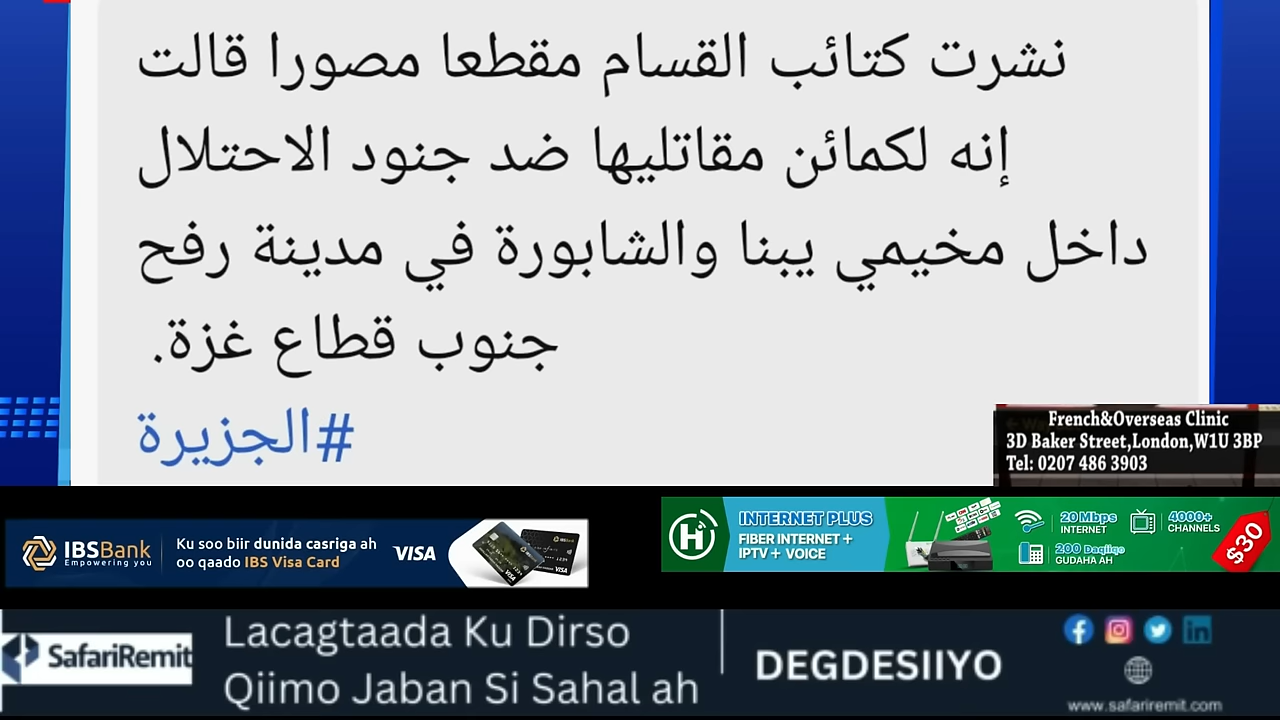 نشرت كتائب القسام مقطعا مصورا قالت
إنه لكمائن مقاتليها ضد جنود الاحتلال
داخل مخيمي يبنا والشابورة في مدينة رفح
جنوب قطاع غزة.
#الجزيرة
French&Overseas Clinic
3D Baker Street,London,W1U 3BP
Tel: 0207 486 3903
IBSBank
Empowering you
Ku soo biir dunida casriga ah
oo qaado IBS Visa Card
VISA
INTERNET PLUS
FIBER INTERNET +
IPTV + VOICE
20 Mbps
INTERNET
4000+
CHANNELS
200 Daqiiqo
GUDAHA AH
$30
SafariRemit
Lacagtaada Ku Dirso
Qiimo Jaban Si Sahal ah
DEGDESIIYO
www.safariremit.com